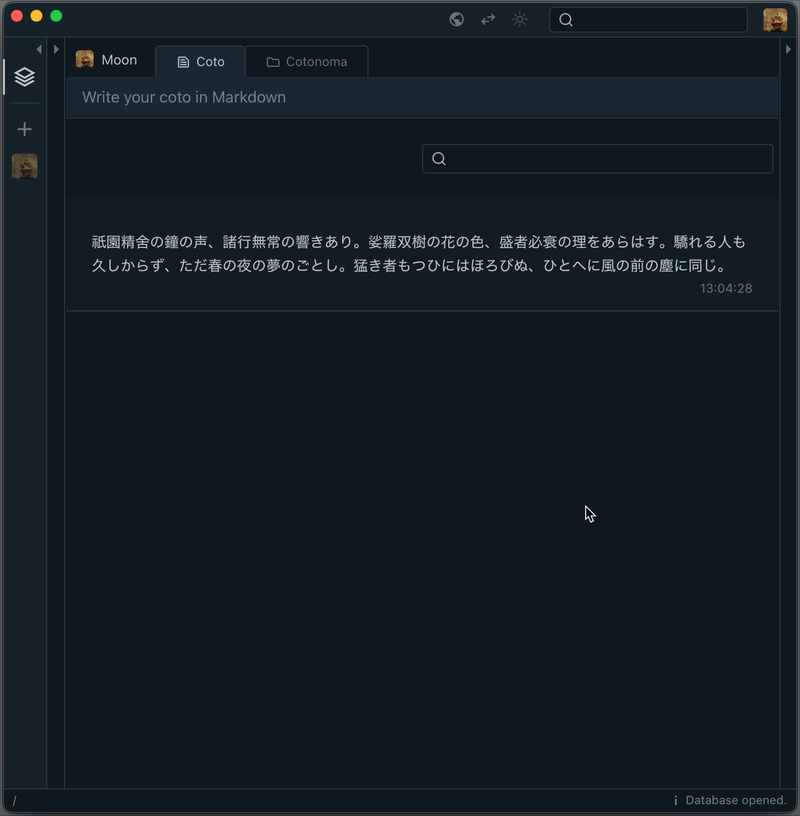 Moon
Coto
Cotonoma
Write your coto in Markdown
祇園精舎の鐘の声、諸行無常の響きあり。娑羅双樹の花の色、盛者必衰の理をあらはす。驕れる人も
久しからず、ただ春の夜の夢のごとし。猛き者もつひにはほろびぬ、ひとへに風の前の塵に同じ。
13:04:28
/
Database opened.